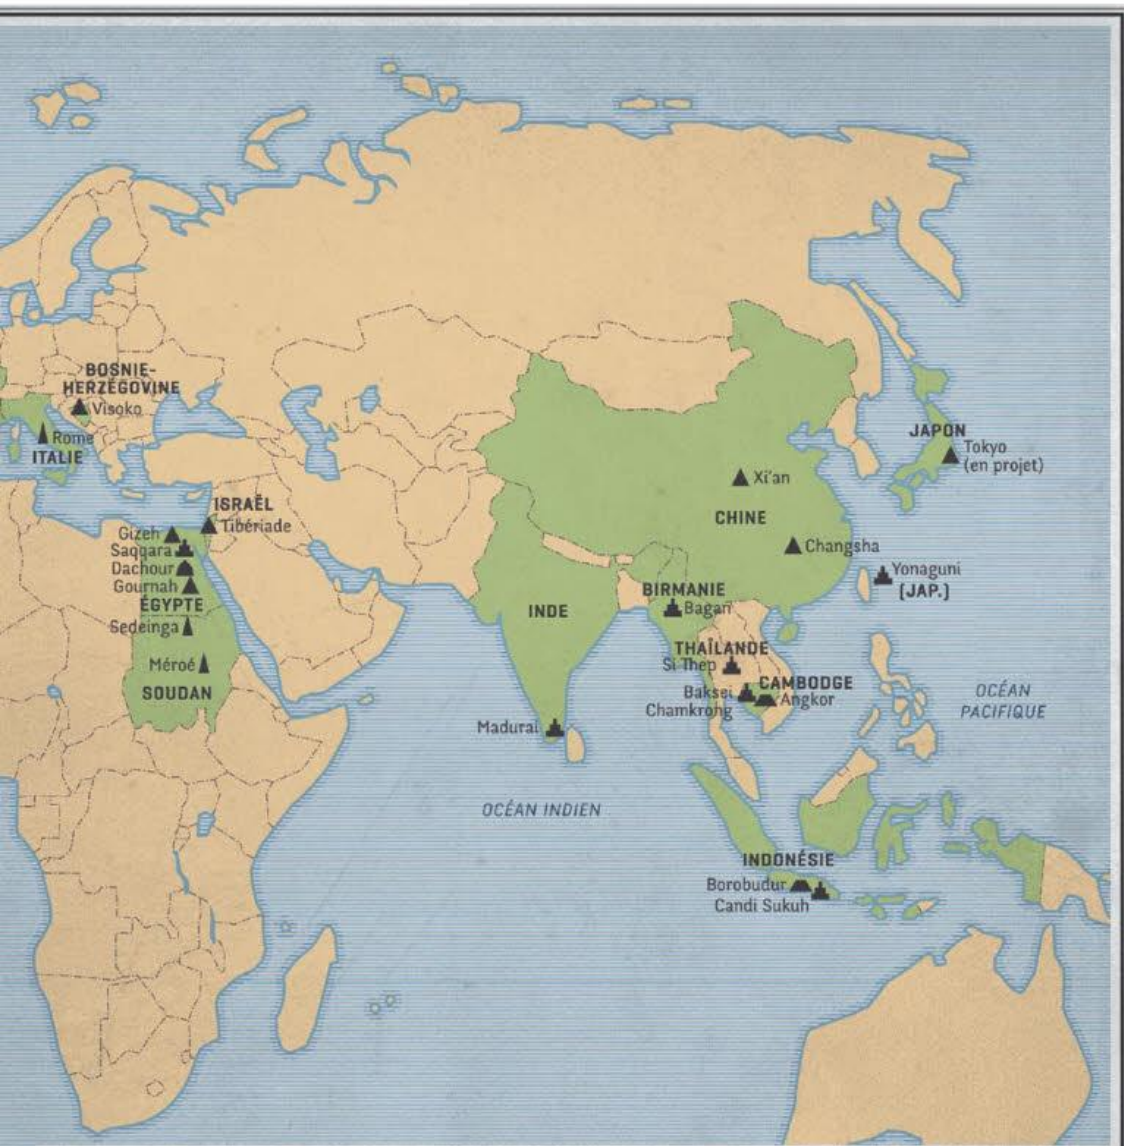 BOSNIE-
HERZÉGOVINE
Visoko
Rome
ITALIE
ISRAËL
Tibériade
Gizeh
Saqqara
Dachour
Gournah
ÉGYPTE
Sedeinga
Méroé
SOUDAN
JAPON
Tokyo
(en projet)
Xi'an
CHINE
Changsha
Yonaguni
(JAP.)
BIRMANIE
Bagan
INDE
THAÏLANDE
Si Thep
CAMBODGE
Baksei
Chamkrong
Angkor
Madurai
OCÉAN
PACIFIQUE
OCÉAN INDIEN
INDONÉSIE
Borobudur
Candi Sukuh